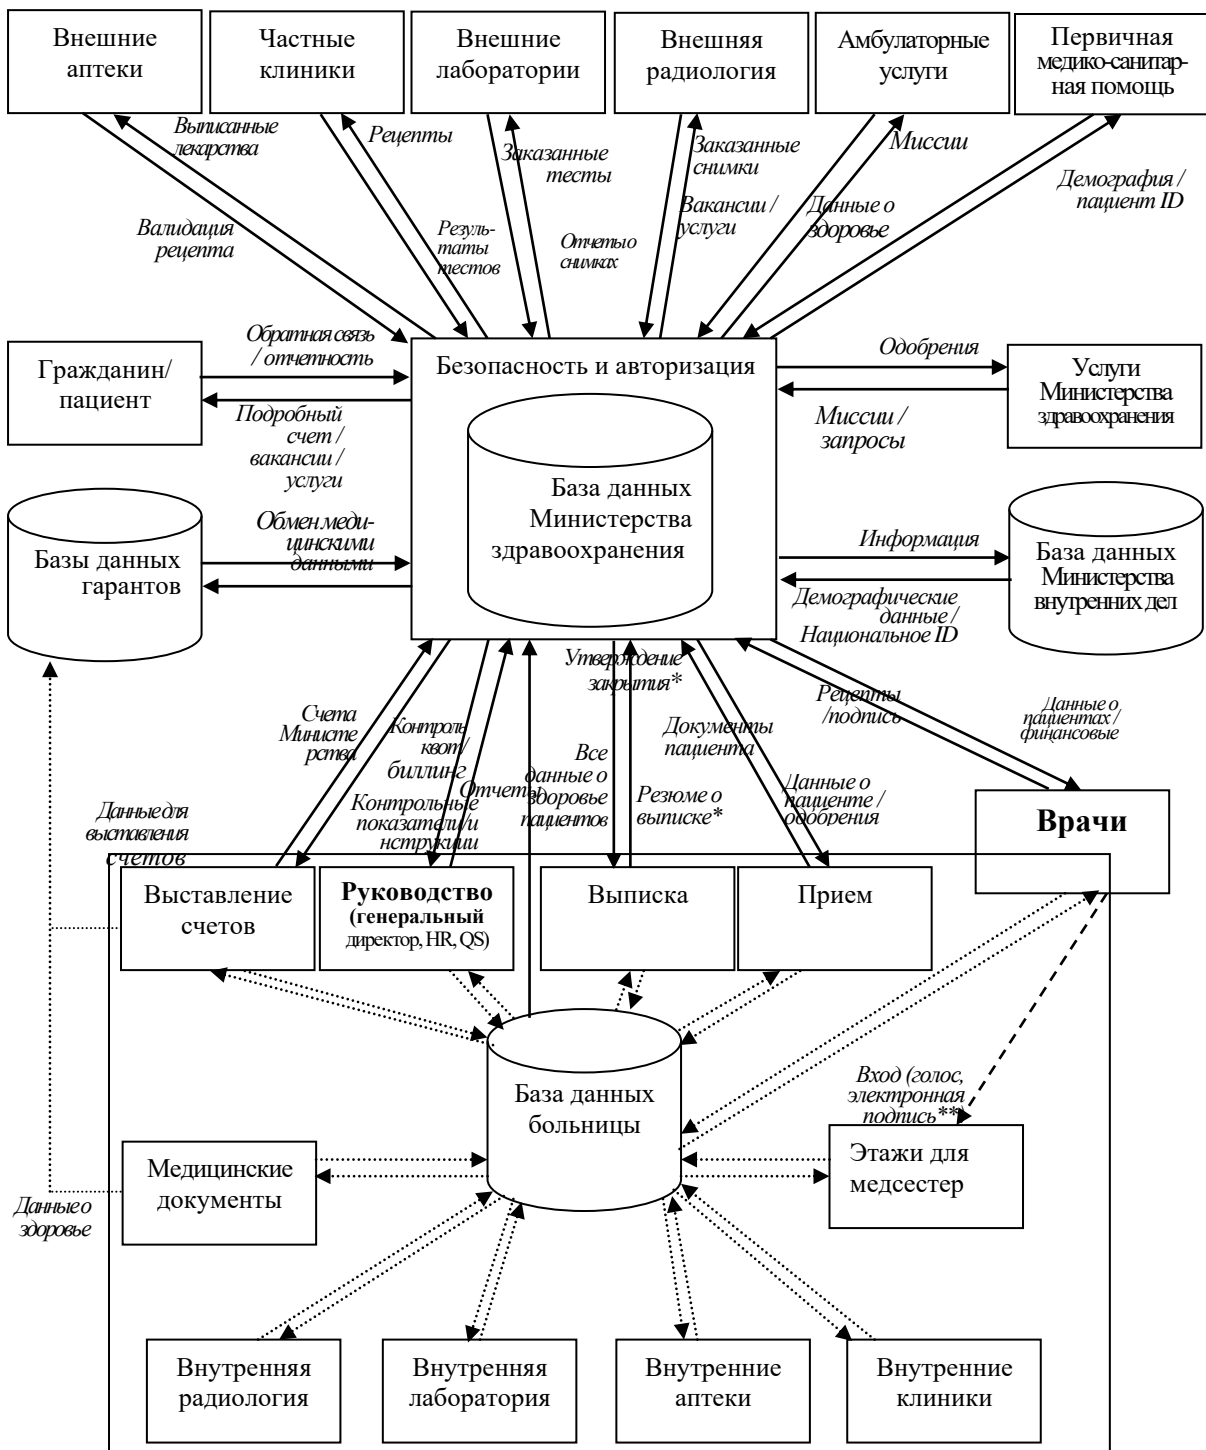 Внешние
аптеки
Частные
клиники
Внешние
лаборатории
Внешняя
радиология
Амбулаторные
услуги
Первичная
медико-санитар-
ная помощь
Выписанные
лекарства
Рецепты
Заказанные
тесты
Заказанные
снимки
Миссии
Демография /
пациент ID
Валидация
рецепта
Резуль-
таты
тестов
Отчеты о
снимках
Вакансии /
услуги
Данные о
здоровье
Гражданин/
пациент
Обратная связь
/ отчетность
Подробный
счет /
вакансии /
услуги
Безопасность и авторизация
База данных
Министерства
здравоохранения
Одобрения
Миссии /
запросы
Услуги
Министерства
здравоохранения
Базы данных
гарантов
Обмен меди-
цинскими
данными
Информация
Демографические
данные /
Национальное ID
База данных
Министерства
внутренних дел
Счета
Министе
рства
Контроль
квот/
биллинг
Отчеты
Контрольные
показатели/и
нструкции
Утверждение
закрытия*
Все
данные о
здоровье
пациентов
Резюме о
выписке*
Документы
пациента
Данные о
пациенте /
одобрения
Рецепты
/подпись
Данные о
пациентах /
финансовые
Данные для
выставления
счетов
Врачи
Выставление
счетов
Руководство
(генеральный
директор, HR, QS)
Выписка
Прием
База данных
больницы
Вход (голос,
электронная
подпись**)
Медицинские
документы
Этажи для
медсестер
Данные о
здоровье
Внутренняя
радиология
Внутренняя
лаборатория
Внутренние
аптеки
Внутренние
клиники